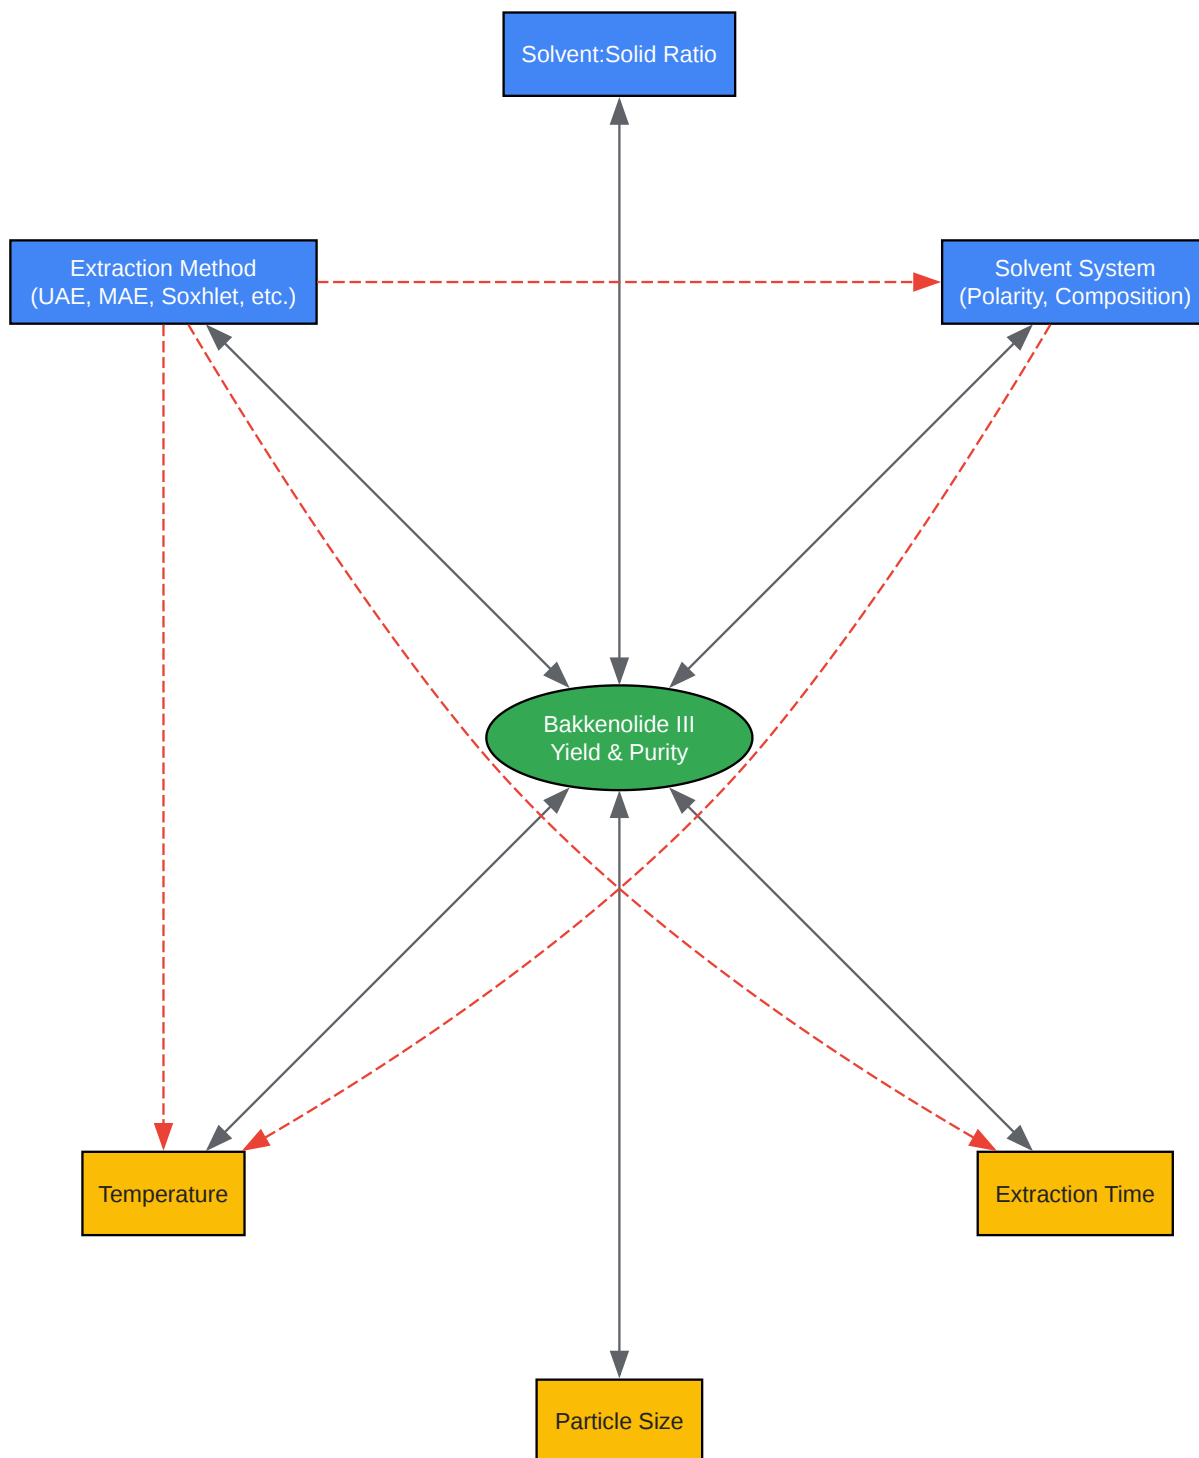 Solvent:Solid Ratio
Extraction Method
(UAE, MAE, Soxhlet, etc.)
Solvent System
(Polarity, Composition)
Bakkenolide III
Yield & Purity
Temperature
Extraction Time
Particle Size